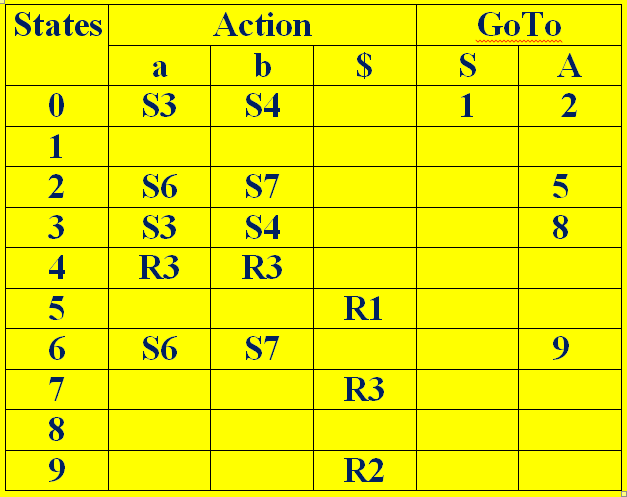 States Action GoTo
a b $ S A
0 S3 S4 1 2
1
2 S6 S7 5
3 S3 S4 8
4 R3 R3
5 R1
6 S6 S7 9
7 R3
8
9 R2